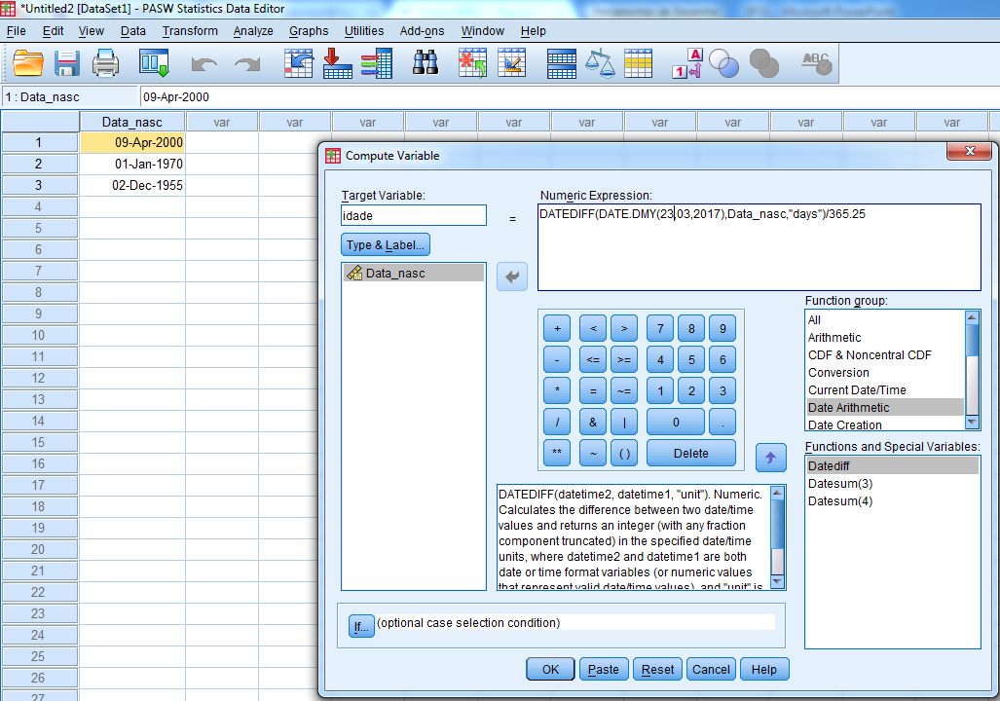 *Untitled2 [DataSet1] - PASW Statistics Data Editor
File Edit View Data Transform Analyze Graphs Utilities Add-ons Window Help
1 A
ABC
1 : Data_nasc 09-Apr-2000
Data_nasc var var var var var var var var var var var
1 09-Apr-2000
2 01-Jan-1970
3 02-Dec-1955
4
5
6
7
8
9
10
11
12
13
14
15
16
17
18
19
20
21
22
23
24
25
26
27
Compute Variable
Target Variable:
idade
=
Numeric Expression:
DATEDIFF(DATE.DMY(23,03,2017),Data_nasc,"days")/365.25
Type & Label...
Data_nasc
+ < > 7 8 9
- <= >= 4 5 6
* = ~= 1 2 3
/ & | 0 .
** ~ ( ) Delete
Function group:
All
Arithmetic
CDF & Noncentral CDF
Conversion
Current Date/Time
Date Arithmetic
Date Creation
Functions and Special Variables:
Datediff
Datesum(3)
Datesum(4)
DATEDIFF(datetime2, datetime1, "unit"). Numeric.
Calculates the difference between two date/time
values and returns an integer (with any fraction
component truncated) in the specified date/time
units, where datetime2 and datetime1 are both
date or time format variables (or numeric values
that represent valid date/time values), and "unit" is
If... (optional case selection condition)
OK Paste Reset Cancel Help